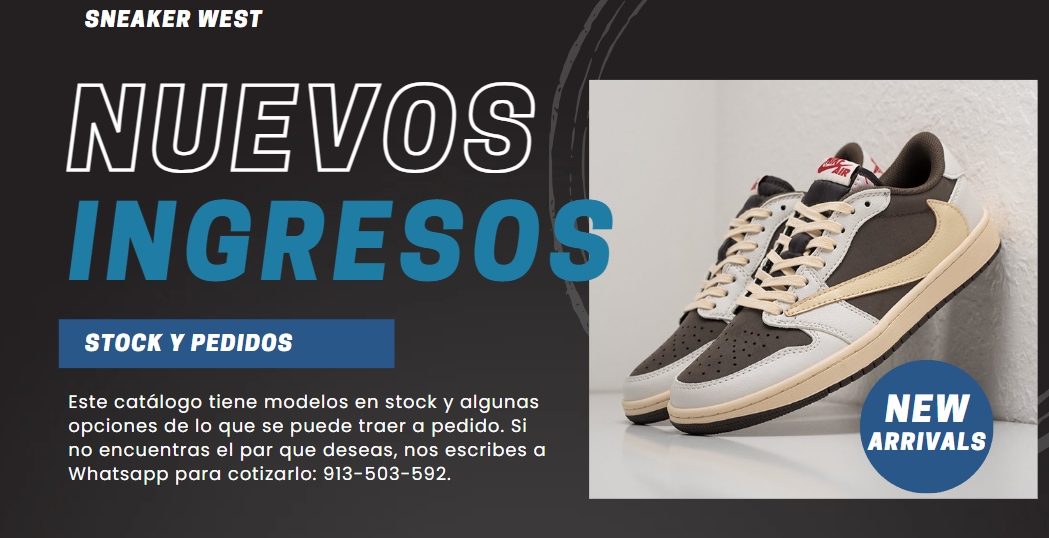 SNEAKER WEST
NUEVOS
INGRESOS
STOCK Y PEDIDOS
Este catálogo tiene modelos en stock y algunas
opciones de lo que se puede traer a pedido. Si
no encuentras el par que deseas, nos escribes a
Whatsapp para cotizarlo: 913-503-592.
AIR
NEW
ARRIVALS